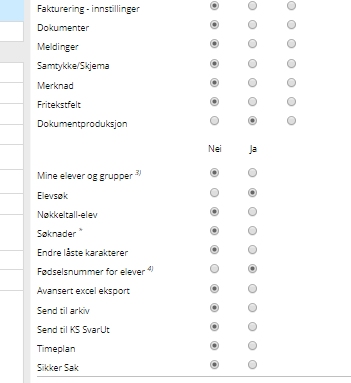 Fakturering - innstillinger
Dokumenter
Meldinger
Samtykke/Skjema
Merknad
Fritekstfelt
Dokumentproduksjon
Nei Ja
Mine elever og grupper 3)
Elevsøk
Nøkkeltall-elev
Søknader *
Endre låste karakterer
Fødselsnummer for elever 4)
Avansert excel eksport
Send til arkiv
Send til KS SvarUt
Timeplan
Sikker Sak